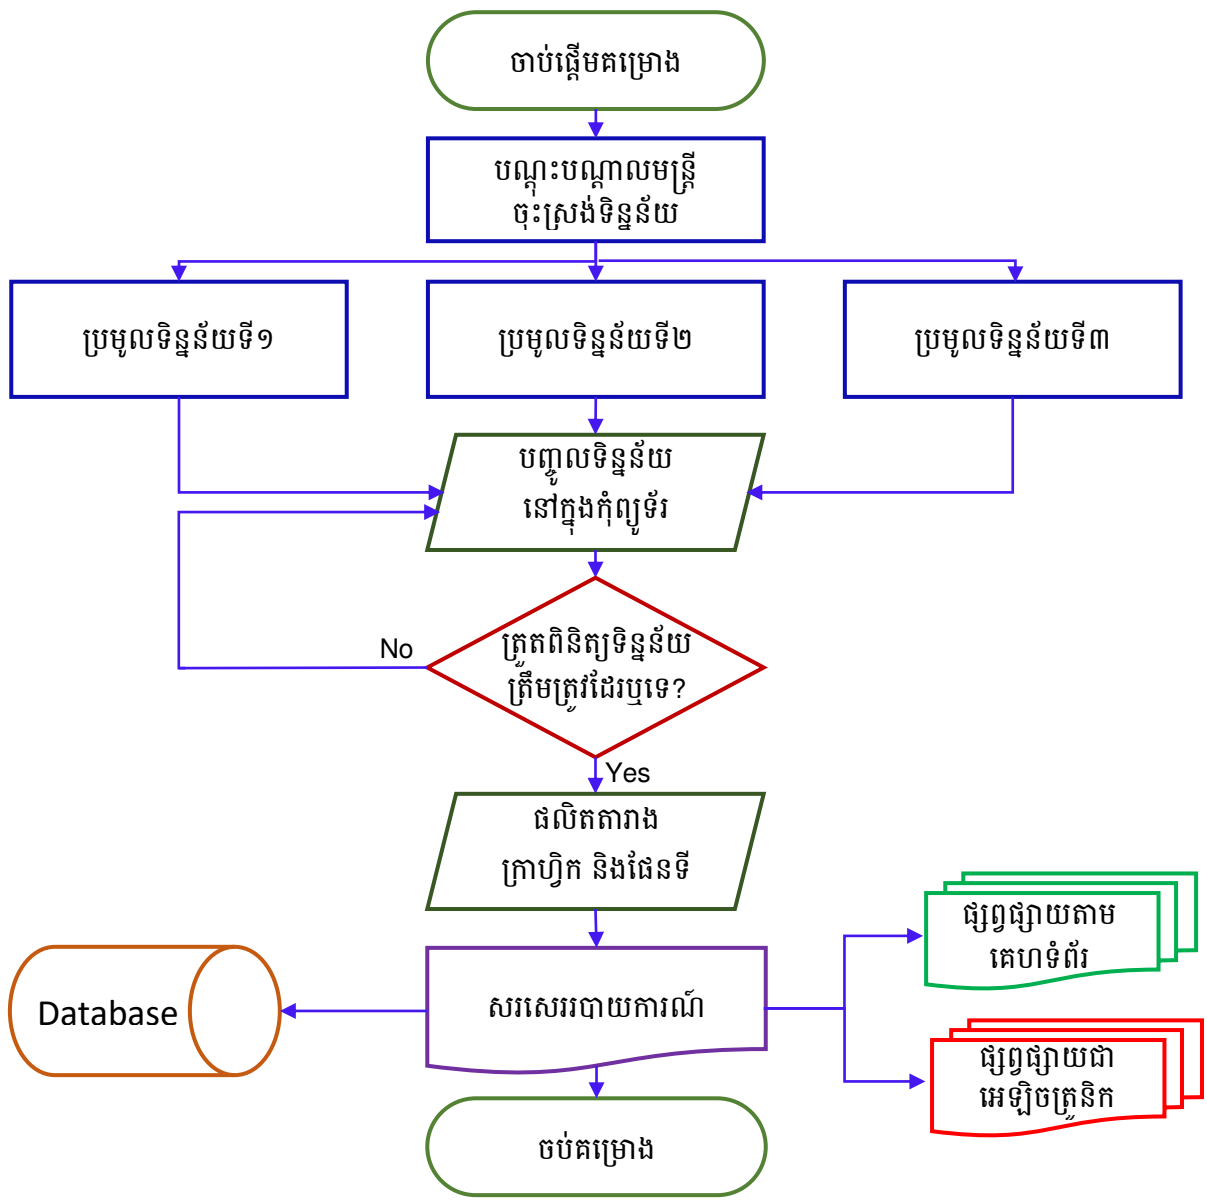 ចាប់ផ្តើមគម្រោង
បណ្តុះបណ្តាលមន្ត្រី
ចុះស្រង់ទិន្នន័យ
ប្រមូលទិន្នន័យទី១
ប្រមូលទិន្នន័យទី២
ប្រមូលទិន្នន័យទី៣
បញ្ចូលទិន្នន័យ
នៅក្នុងកុំព្យូទ័រ
No
ត្រួតពិនិត្យទិន្នន័យ
ត្រឹមត្រូវដែរឬទេ?
Yes
ផលិតតារាង
ក្រាហ្វិក និងផែនទី
ផ្សព្វផ្សាយតាម
គេហទំព័រ
Database
សរសេររបាយការណ៍
ផ្សព្វផ្សាយជា
អេឡិចត្រូនិក
ចប់គម្រោង